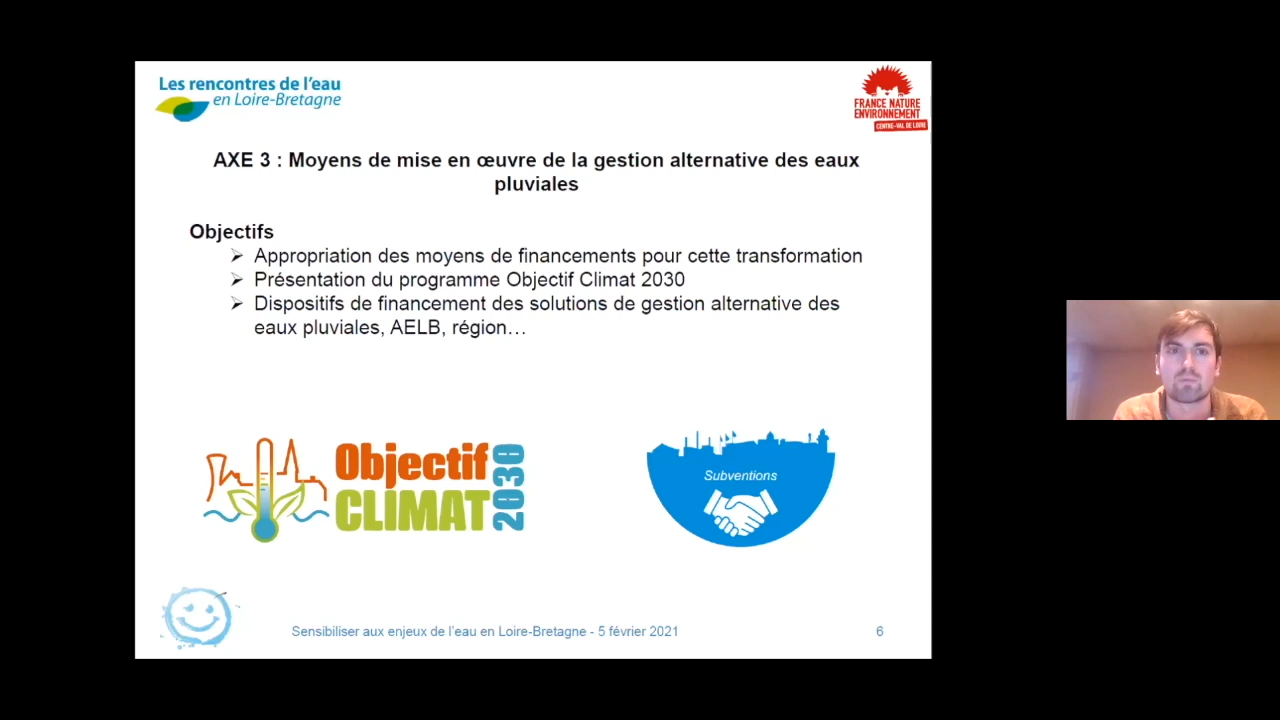 Les rencontres de l'eau
en Loire-Bretagne
FRANCE NATURE
ENVIRONNEMENT
CENTRE-VAL DE LOIRE
AXE 3 : Moyens de mise en œuvre de la gestion alternative des eaux
pluviales
Objectifs
➢ Appropriation des moyens de financements pour cette transformation
➢ Présentation du programme Objectif Climat 2030
➢ Dispositifs de financement des solutions de gestion alternative des
eaux pluviales, AELB, région…
Objectif
CLIMAT
2030
Subventions
Sensibiliser aux enjeux de l'eau en Loire-Bretagne - 5 février 2021
6